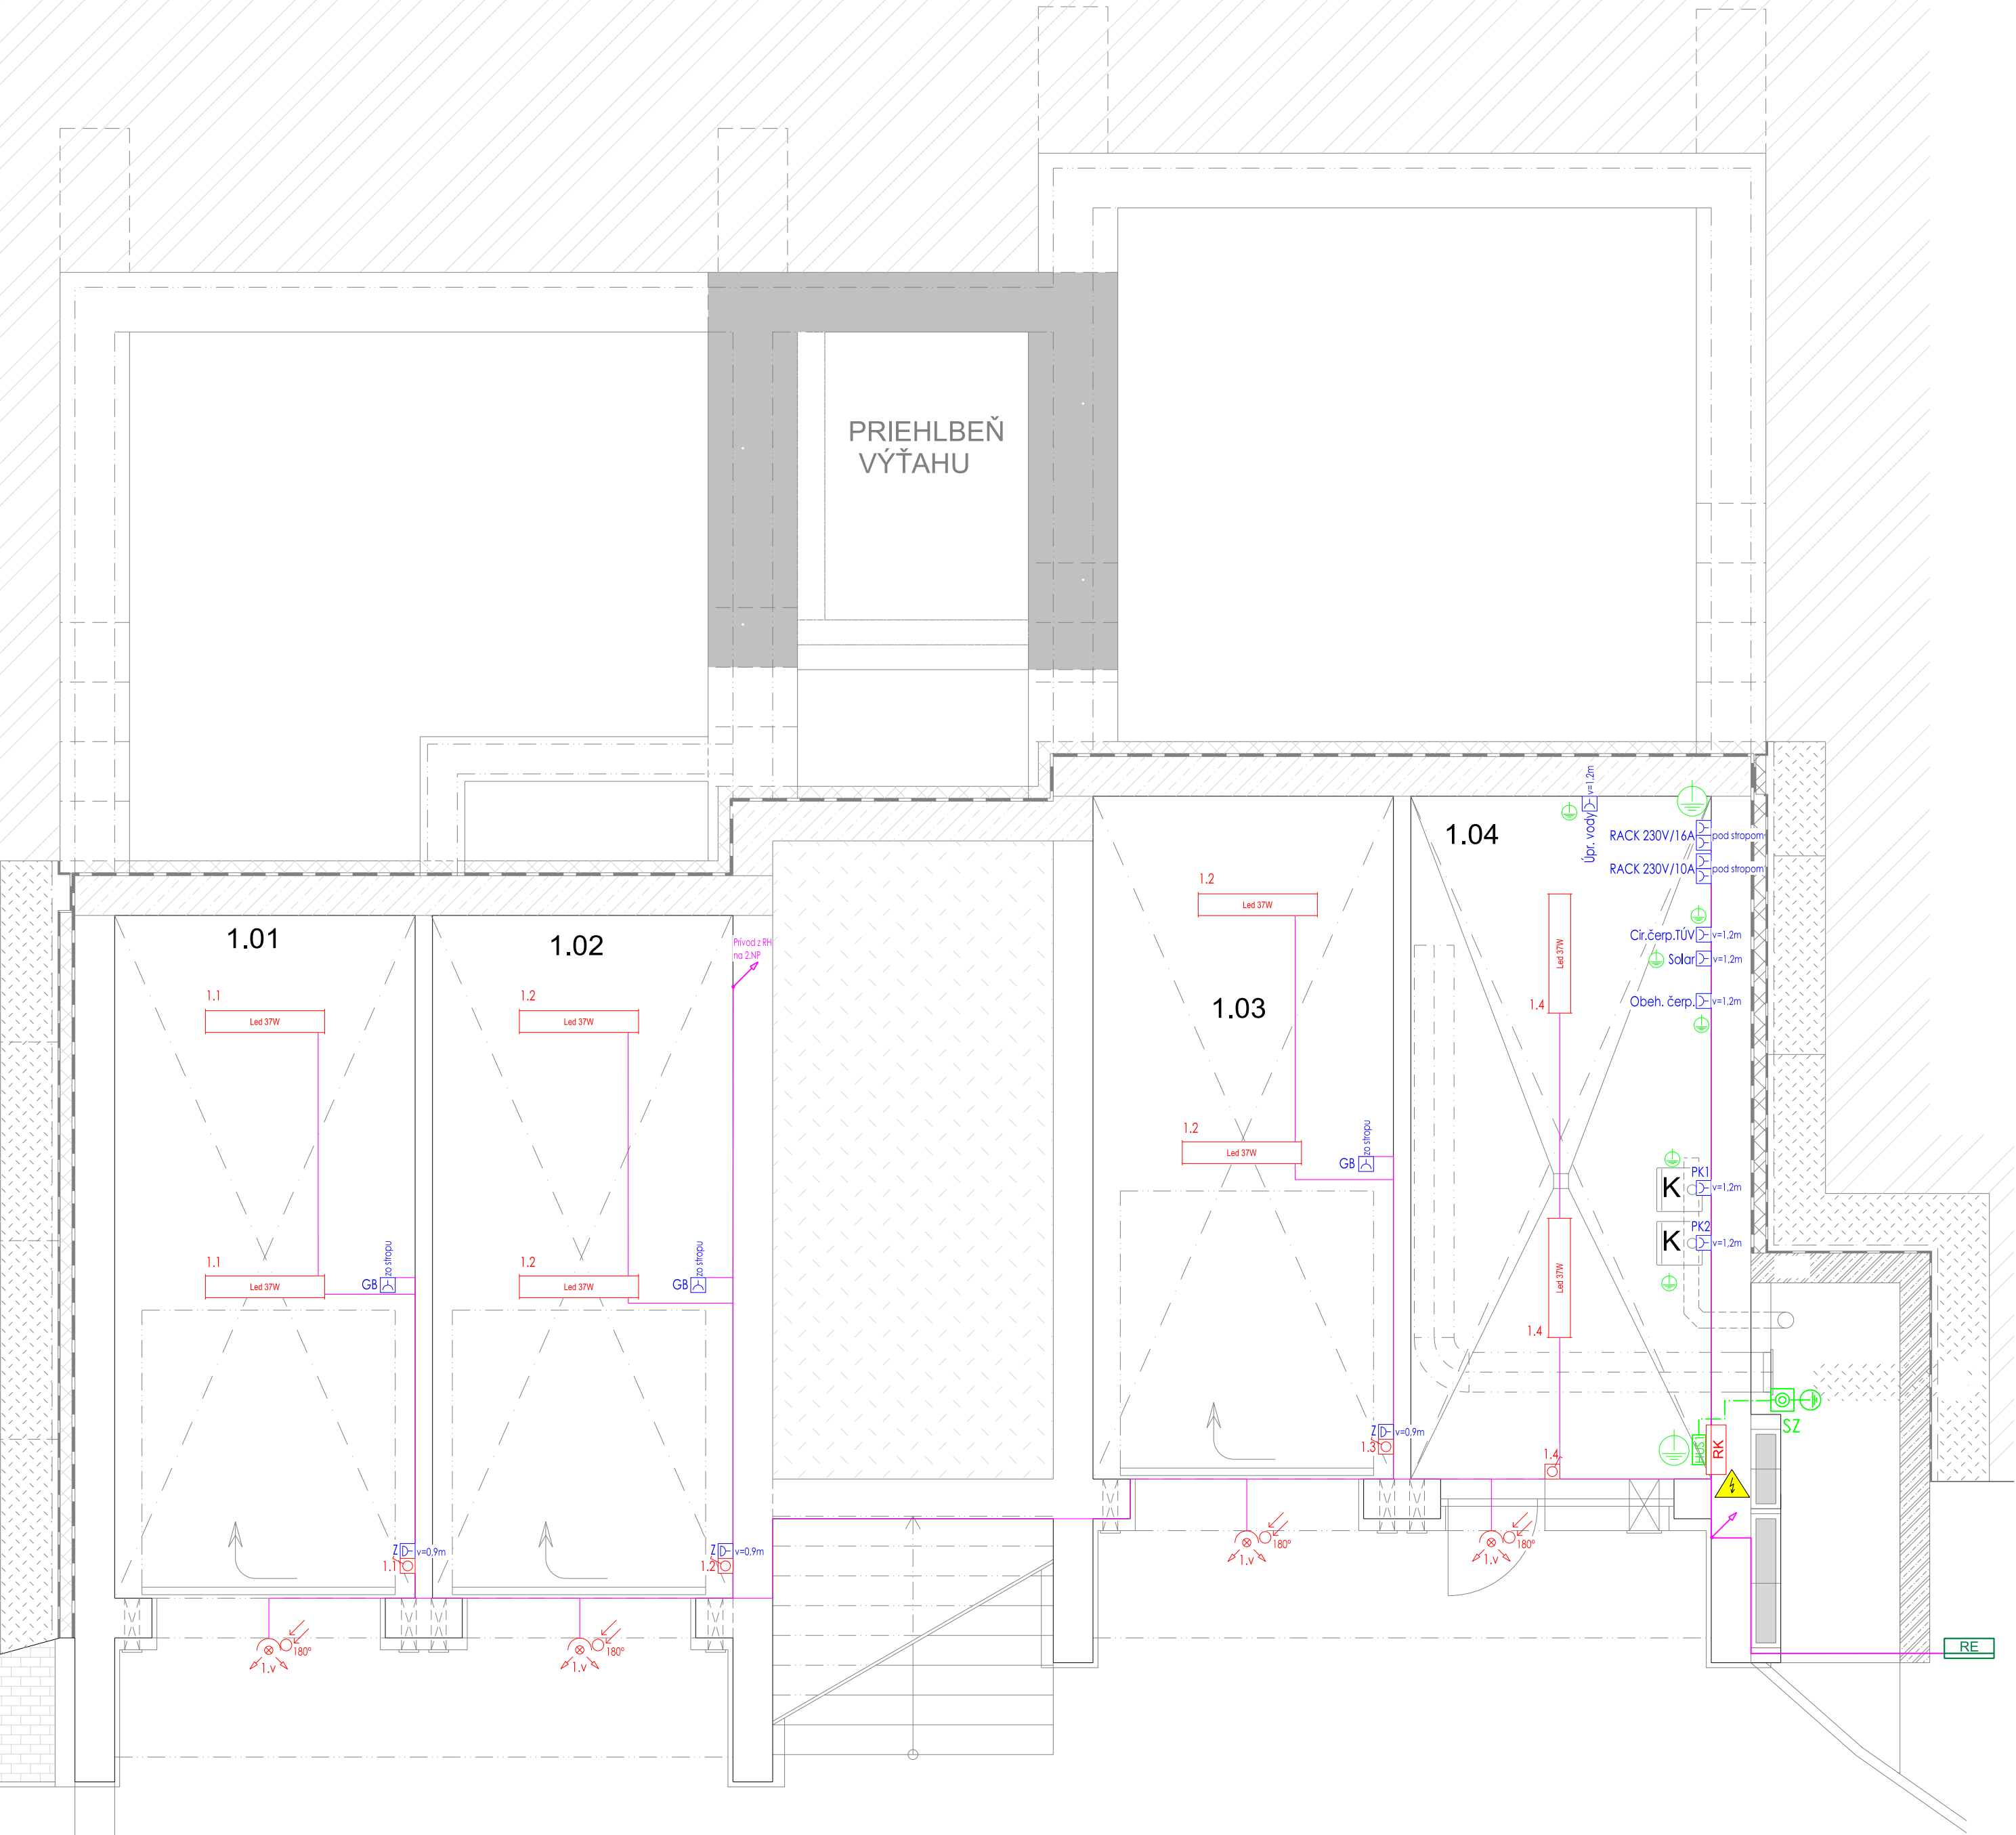 PRIEHLBEŇ
VÝŤAHU
Úpr. vody
v=1.2m
1.04
RACK 230V/16A pod stropom
RACK 230V/10A pod stropom
1.2
Led 37W
1.01
1.02
Prívod z RH
na 2.NP
Cir.čerp.TÚV v=1,2m
Solar v=1,2m
Led 37W
1.4
1.03
Obeh. čerp. v=1,2m
1.1
Led 37W
1.2
Led 37W
1.2
Led 37W
GB
zo stropu
K
PK1
v=1,2m
K
PK2
v=1,2m
1.1
Led 37W
GB
zo stropu
1.2
Led 37W
GB
zo stropu
Led 37W
1.4
SZ
Z v=0,9m
1.3
HUS1
RK
1.4
Z v=0,9m
1.1
Z v=0,9m
1.2
180°
1.v
180°
1.v
180°
1.v
180°
1.v
RE